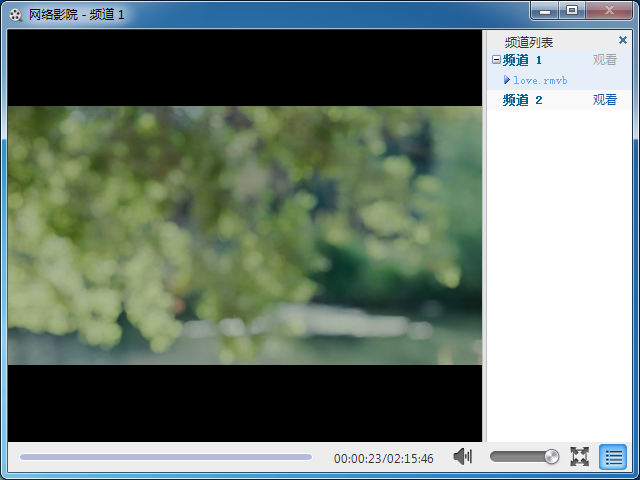 网络影院 - 频道 1
频道列表
频道 1 观看
love.rmvb
频道 2 观看
00:00:23/02:15:46